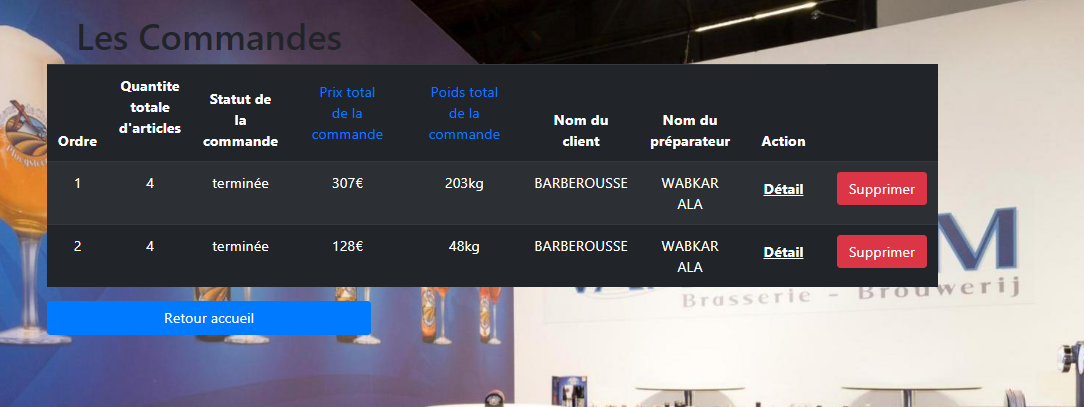 Les Commandes
Quantite
totale
d'articles
Statut de
la
commande
Prix total
de la
commande
Poids total
de la
commande
Ordre
Nom du
client
Nom du
préparateur
Action
1 4 terminée 307€ 203kg BARBEROUSSE WABKAR
ALA
Détail Supprimer
2 4 terminée 128€ 48kg BARBEROUSSE WABKAR
ALA
Détail Supprimer
Brasserie - Brouwerij
Retour accueil